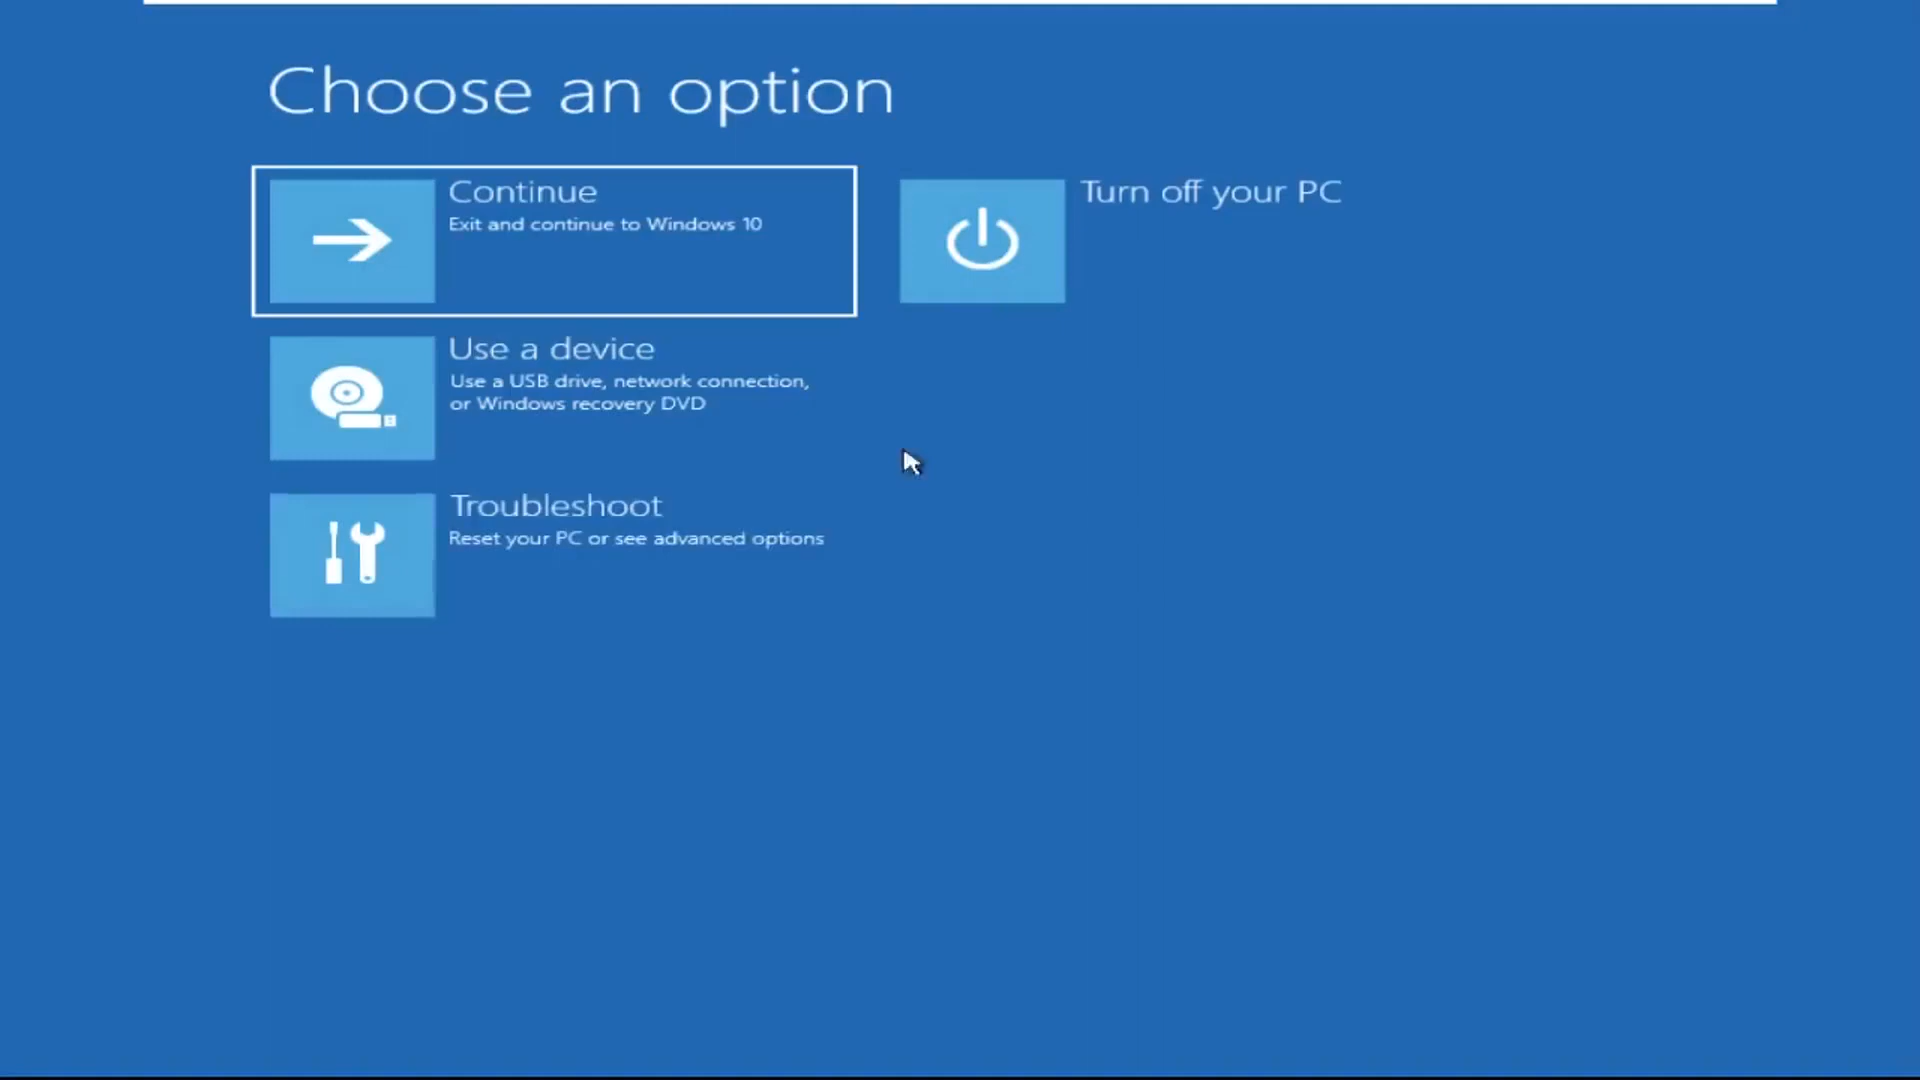 Choose an option
Continue
Exit and continue to Windows 10
Turn off your PC
Use a device
Use a USB drive, network connection,
or Windows recovery DVD
Troubleshoot
Reset your PC or see advanced options